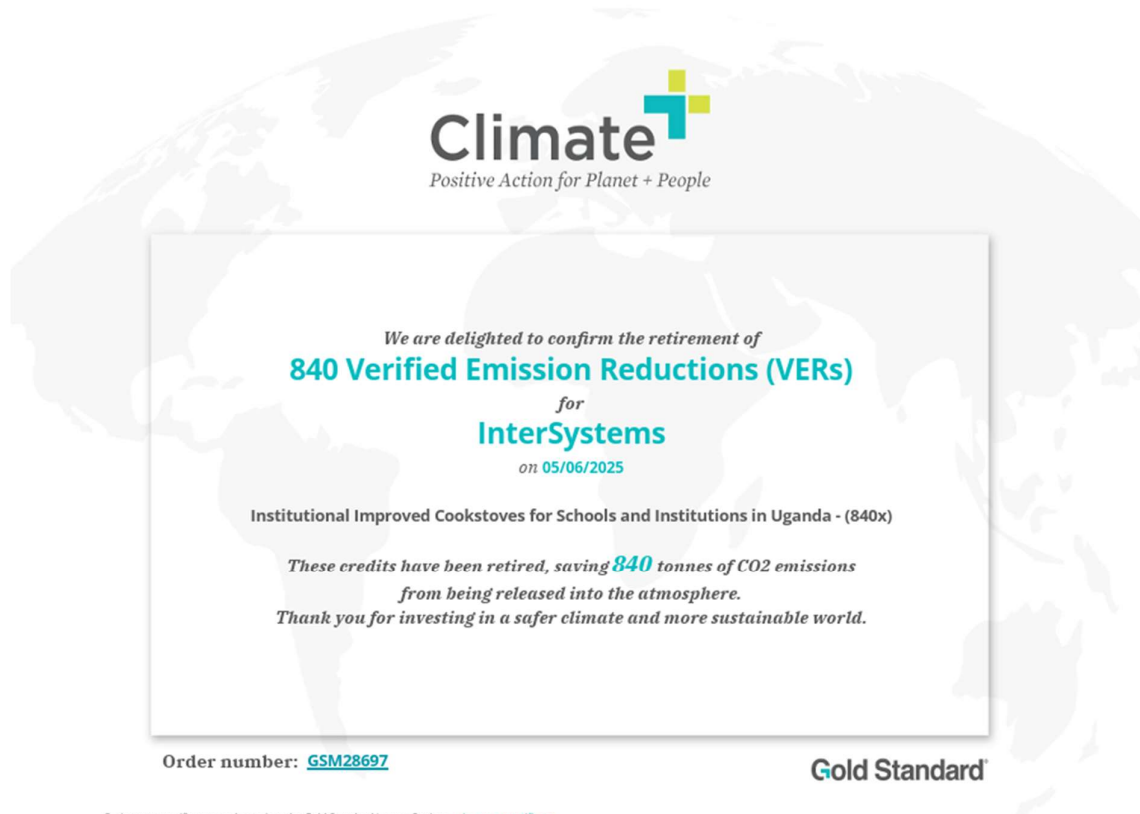 Climate
Positive Action for Planet + People
We are delighted to confirm the retirement of
840 Verified Emission Reductions (VERs)
for
InterSystems
on 05/06/2025
Institutional Improved Cookstoves for Schools and Institutions in Uganda - (840x)
These credits have been retired, saving 840 tonnes of CO2 emissions
from being released into the atmosphere.
Thank you for investing in a safer climate and more sustainable world.
Order number: GSM28697
Gold Standard®